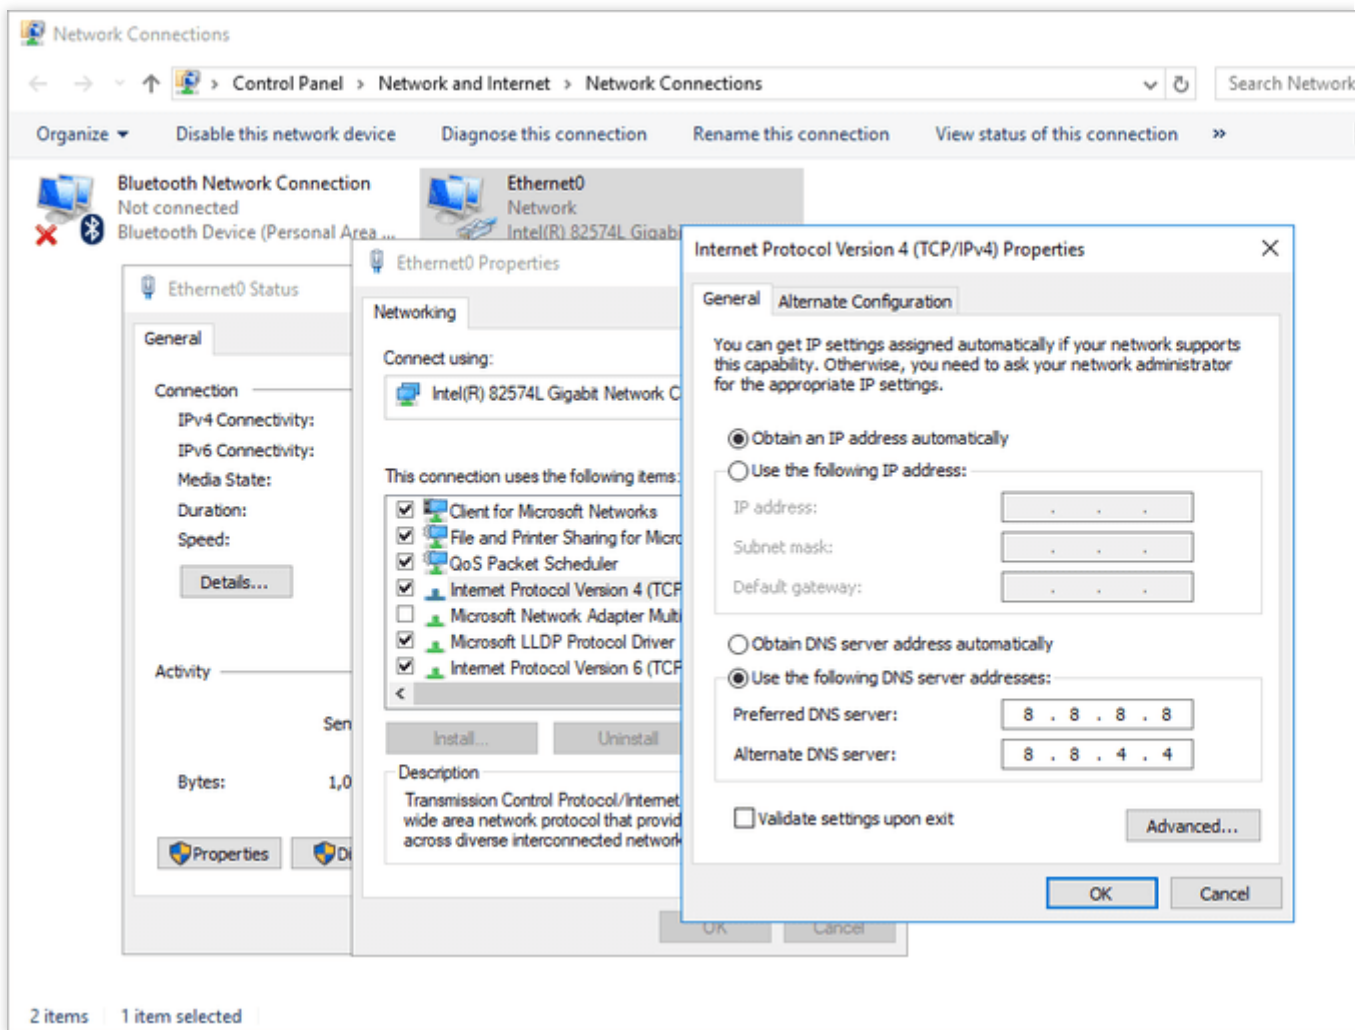 Network Connections
Control Panel > Network and Internet > Network Connections
Search Network
Organize
Disable this network device
Diagnose this connection
Rename this connection
View status of this connection
»
Bluetooth Network Connection
Not connected
Bluetooth Device (Personal Area ...
Ethernet0
Network
Intel(R) 82574L Gigab
Ethernet0 Status
General
Connection
IPv4 Connectivity:
IPv6 Connectivity:
Media State:
Duration:
Speed:
Details...
Activity
Sen
Bytes:
1,0
Properties
Di
Ethernet0 Properties
Networking
Connect using:
Intel(R) 82574L Gigabit Network C
This connection uses the following items:
Client for Microsoft Networks
File and Printer Sharing for Micro
QoS Packet Scheduler
Internet Protocol Version 4 (TCP
Microsoft Network Adapter Multi
Microsoft LLDP Protocol Driver
Internet Protocol Version 6 (TCP
Install...
Uninstall
Description
Transmission Control Protocol/Internet
wide area network protocol that provid
across diverse interconnected network
OK
Cancel
Internet Protocol Version 4 (TCP/IPv4) Properties
General
Alternate Configuration
You can get IP settings assigned automatically if your network supports
this capability. Otherwise, you need to ask your network administrator
for the appropriate IP settings.
Obtain an IP address automatically
Use the following IP address:
IP address:
. . .
Subnet mask:
. . .
Default gateway:
. . .
Obtain DNS server address automatically
Use the following DNS server addresses:
Preferred DNS server:
8 . 8 . 8 . 8
Alternate DNS server:
8 . 8 . 4 . 4
Validate settings upon exit
Advanced...
OK
Cancel
2 items
1 item selected